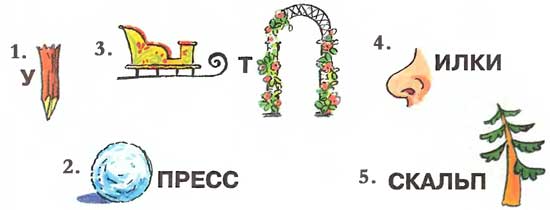 1. У
2. ПРЕСС
3. Т
4. ИЛКИ
5. СКАЛЬП